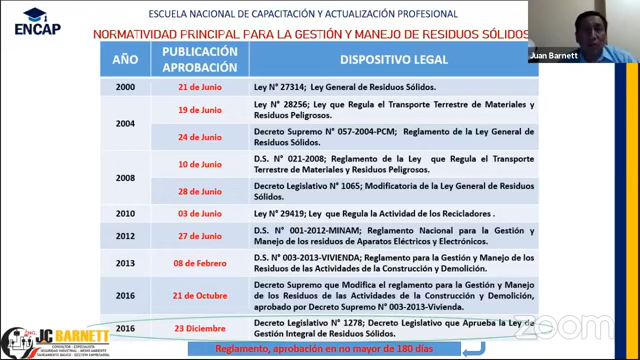 ESCUELA NACIONAL DE CAPACITACIÓN Y ACTUALIZACIÓN PROFESIONAL
ENCAP
NORMATIVIDAD PRINCIPAL PARA LA GESTIÓN Y MANEJO DE RESIDUOS SÓLIDOS
Juan Barnett
AÑO
PUBLICACIÓN
APROBACIÓN
DISPOSITIVO LEGAL
2000
21 de Junio
Ley N° 27314; Ley General de Residuos Sólidos.
2004
19 de Junio
Ley N° 28256; Ley que Regula el Transporte Terrestre de Materiales y
Residuos Peligrosos.
24 de Junio
Decreto Supremo N° 057-2004-PCM; Reglamento de la Ley General de
Residuos Sólidos.
2008
10 de Junio
D.S. N° 021-2008; Reglamento de la Ley que Regula el Transporte
Terrestre de Materiales y Residuos Peligrosos.
28 de Junio
Decreto Legislativo N° 1065; Modificatoria de la Ley General de Residuos
Sólidos.
2010
03 de Junio
Ley N° 29419; Ley que Regula la Actividad de los Recicladores .
2012
27 de Junio
D.S. N° 001-2012-MINAM; Reglamento Nacional para la Gestión y
Manejo de los residuos de Aparatos Eléctricos y Electrónicos.
2013
08 de Febrero
D.S. N° 003-2013-VIVIENDA; Reglamento para la Gestión y Manejo de los
Residuos de las Actividades de la Construcción y Demolición.
2016
21 de Octubre
Decreto Supremo que Modifica el reglamento para la Gestión y Manejo
de los Residuos de las Actividades de la Construcción y Demolición,
aprobado por Decreto Supremo N° 003-2013-Vivienda.
2016
23 Diciembre
Decreto Legislativo N° 1278; Decreto Legislativo que Aprueba la Ley de
Gestión Integral de Residuos Sólidos.
zoom
ING.
JC BARNETT
CONSULTOR - ESPECIALISTA
SEGURIDAD INDUSTRIAL - MEDIO AMBIENTE
SANEAMIENTO BASICO - GESTION EMPRESARIAL
Reglamento, aprobación en no mayor de 180 días